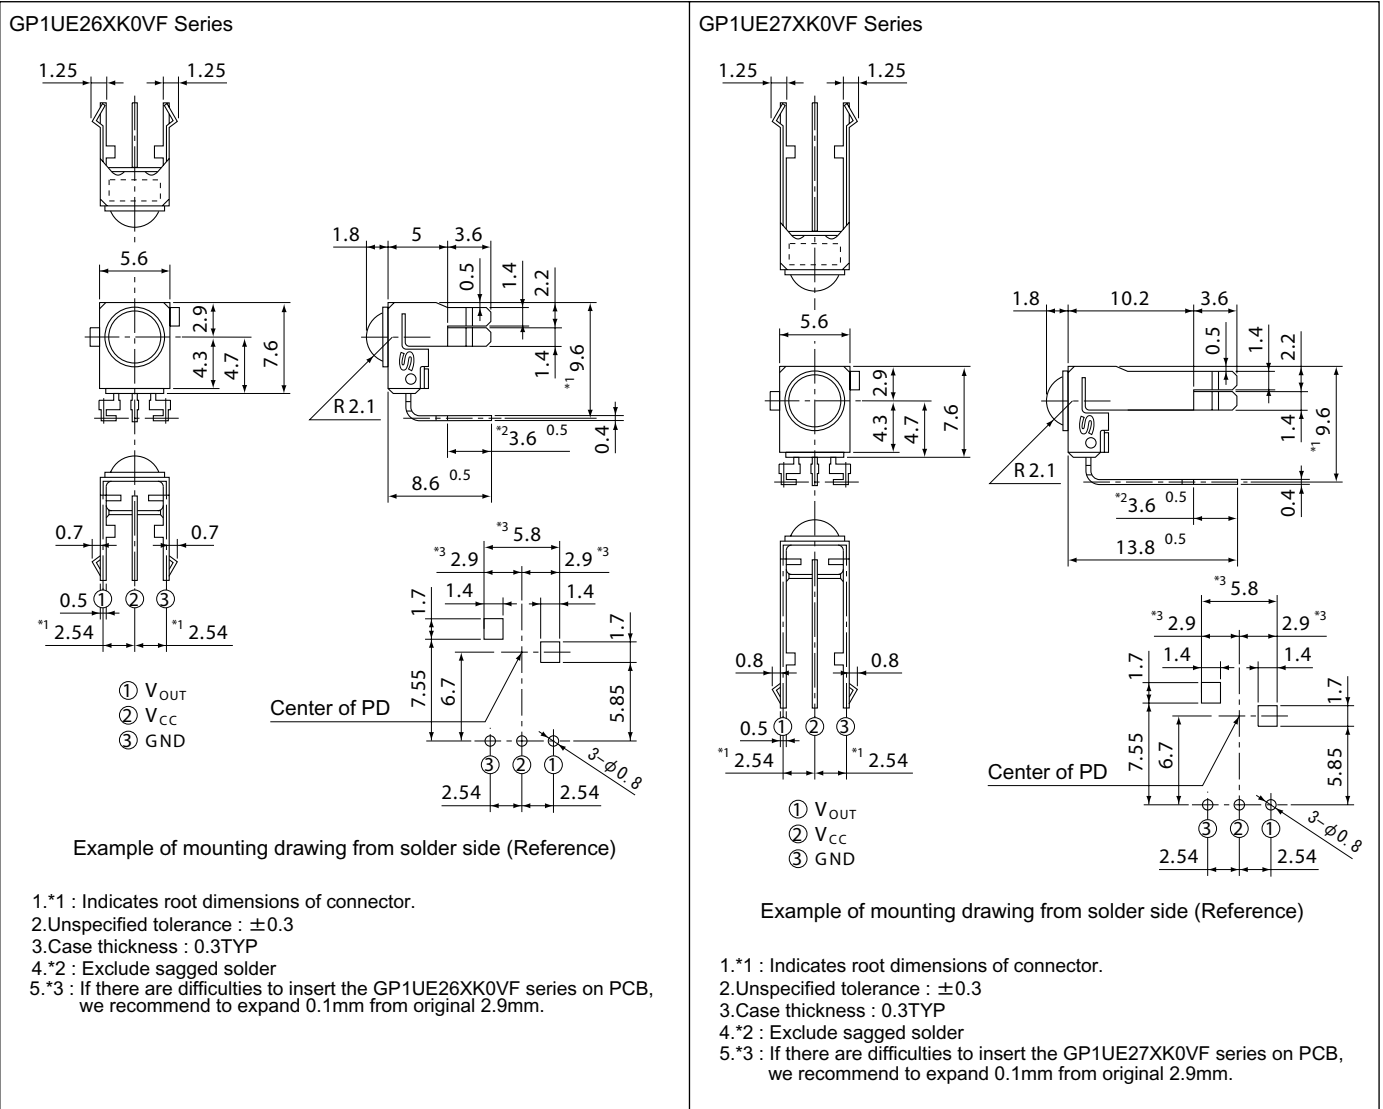 GP1UE26XK0VF Series
1.25
1.25
5.6
2.9
4.3
4.7
7.6
1.8
5
3.6
0.5
1.4
2.2
1.4
*1 9.6
R 2.1
*2 3.6 0.5
0.4
8.6 0.5
0.7
0.7
0.5
① ② ③
*1 2.54
*1 2.54
① VOUT
② VCC
③ GND
*3 5.8
*3 2.9
2.9 *3
1.4
1.4
1.7
1.7
7.55
6.7
5.85
Center of PD
③ ② ①
3-φ0.8
2.54
2.54
Example of mounting drawing from solder side (Reference)
1.*1 : Indicates root dimensions of connector.
2.Unspecified tolerance : ±0.3
3.Case thickness : 0.3TYP
4.*2 : Exclude sagged solder
5.*3 : If there are difficulties to insert the GP1UE26XK0VF series on PCB,
we recommend to expand 0.1mm from original 2.9mm.
GP1UE27XK0VF Series
1.25
1.25
5.6
2.9
4.3
4.7
7.6
1.8
10.2
3.6
0.5
1.4
2.2
1.4
*1 9.6
R 2.1
*2 3.6 0.5
0.4
13.8 0.5
0.8
0.8
0.5
① ② ③
*1 2.54
*1 2.54
① VOUT
② VCC
③ GND
*3 5.8
*3 2.9
2.9 *3
1.4
1.4
1.7
1.7
7.55
6.7
5.85
Center of PD
③ ② ①
3-φ0.8
2.54
2.54
Example of mounting drawing from solder side (Reference)
1.*1 : Indicates root dimensions of connector.
2.Unspecified tolerance : ±0.3
3.Case thickness : 0.3TYP
4.*2 : Exclude sagged solder
5.*3 : If there are difficulties to insert the GP1UE27XK0VF series on PCB,
we recommend to expand 0.1mm from original 2.9mm.